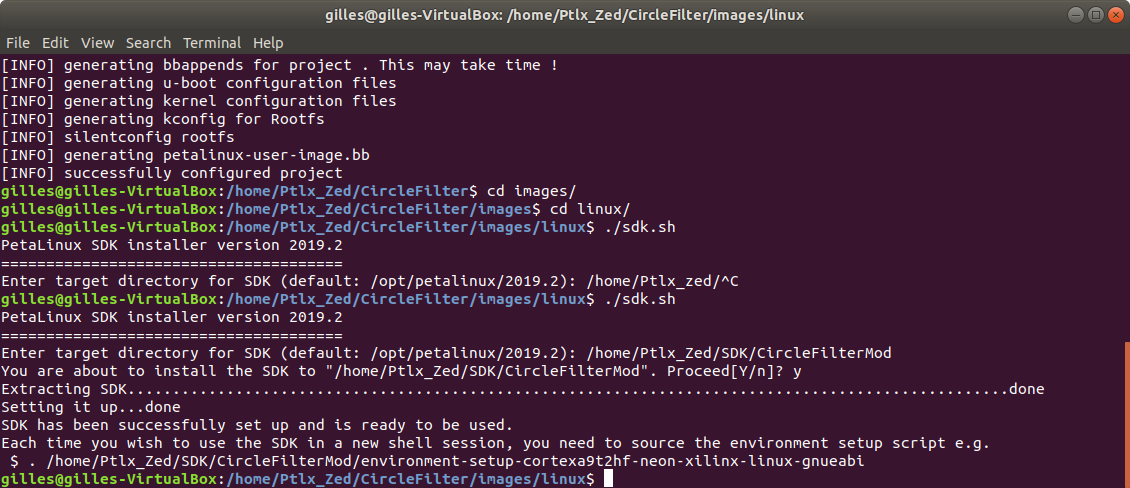 gilles@gilles-VirtualBox: /home/Ptlx_Zed/CircleFilter/images/linux
File Edit View Search Terminal Help
[INFO] generating bbappends for project . This may take time !
[INFO] generating u-boot configuration files
[INFO] generating kernel configuration files
[INFO] generating kconfig for Rootfs
[INFO] silentconfig rootfs
[INFO] generating petalinux-user-image.bb
[INFO] successfully configured project
gilles@gilles-VirtualBox:/home/Ptlx_Zed/CircleFilter$ cd images/
gilles@gilles-VirtualBox:/home/Ptlx_Zed/CircleFilter/images$ cd linux/
gilles@gilles-VirtualBox:/home/Ptlx_Zed/CircleFilter/images/linux$ ./sdk.sh
PetaLinux SDK installer version 2019.2
======================================
Enter target directory for SDK (default: /opt/petalinux/2019.2): /home/Ptlx_zed/^C
gilles@gilles-VirtualBox:/home/Ptlx_Zed/CircleFilter/images/linux$ ./sdk.sh
PetaLinux SDK installer version 2019.2
======================================
Enter target directory for SDK (default: /opt/petalinux/2019.2): /home/Ptlx_Zed/SDK/CircleFilterMod
You are about to install the SDK to "/home/Ptlx_Zed/SDK/CircleFilterMod". Proceed[Y/n]? y
Extracting SDK..................................................................................................done
Setting it up...done
SDK has been successfully set up and is ready to be used.
Each time you wish to use the SDK in a new shell session, you need to source the environment setup script e.g.
 $ . /home/Ptlx_Zed/SDK/CircleFilterMod/environment-setup-cortexa9t2hf-neon-xilinx-linux-gnueabi
gilles@gilles-VirtualBox:/home/Ptlx_Zed/CircleFilter/images/linux$